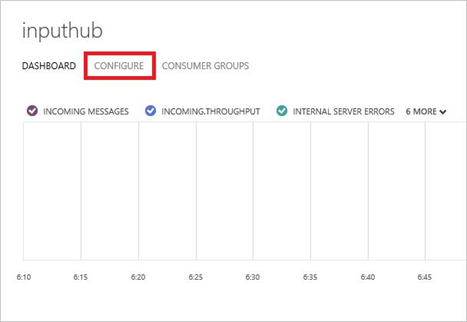 inputhub
DASHBOARD CONFIGURE CONSUMER GROUPS
INCOMING MESSAGES INCOMING.THROUGHPUT INTERNAL SERVER ERRORS 6 MORE
6:10 6:15 6:20 6:25 6:30 6:35 6:40 6:45